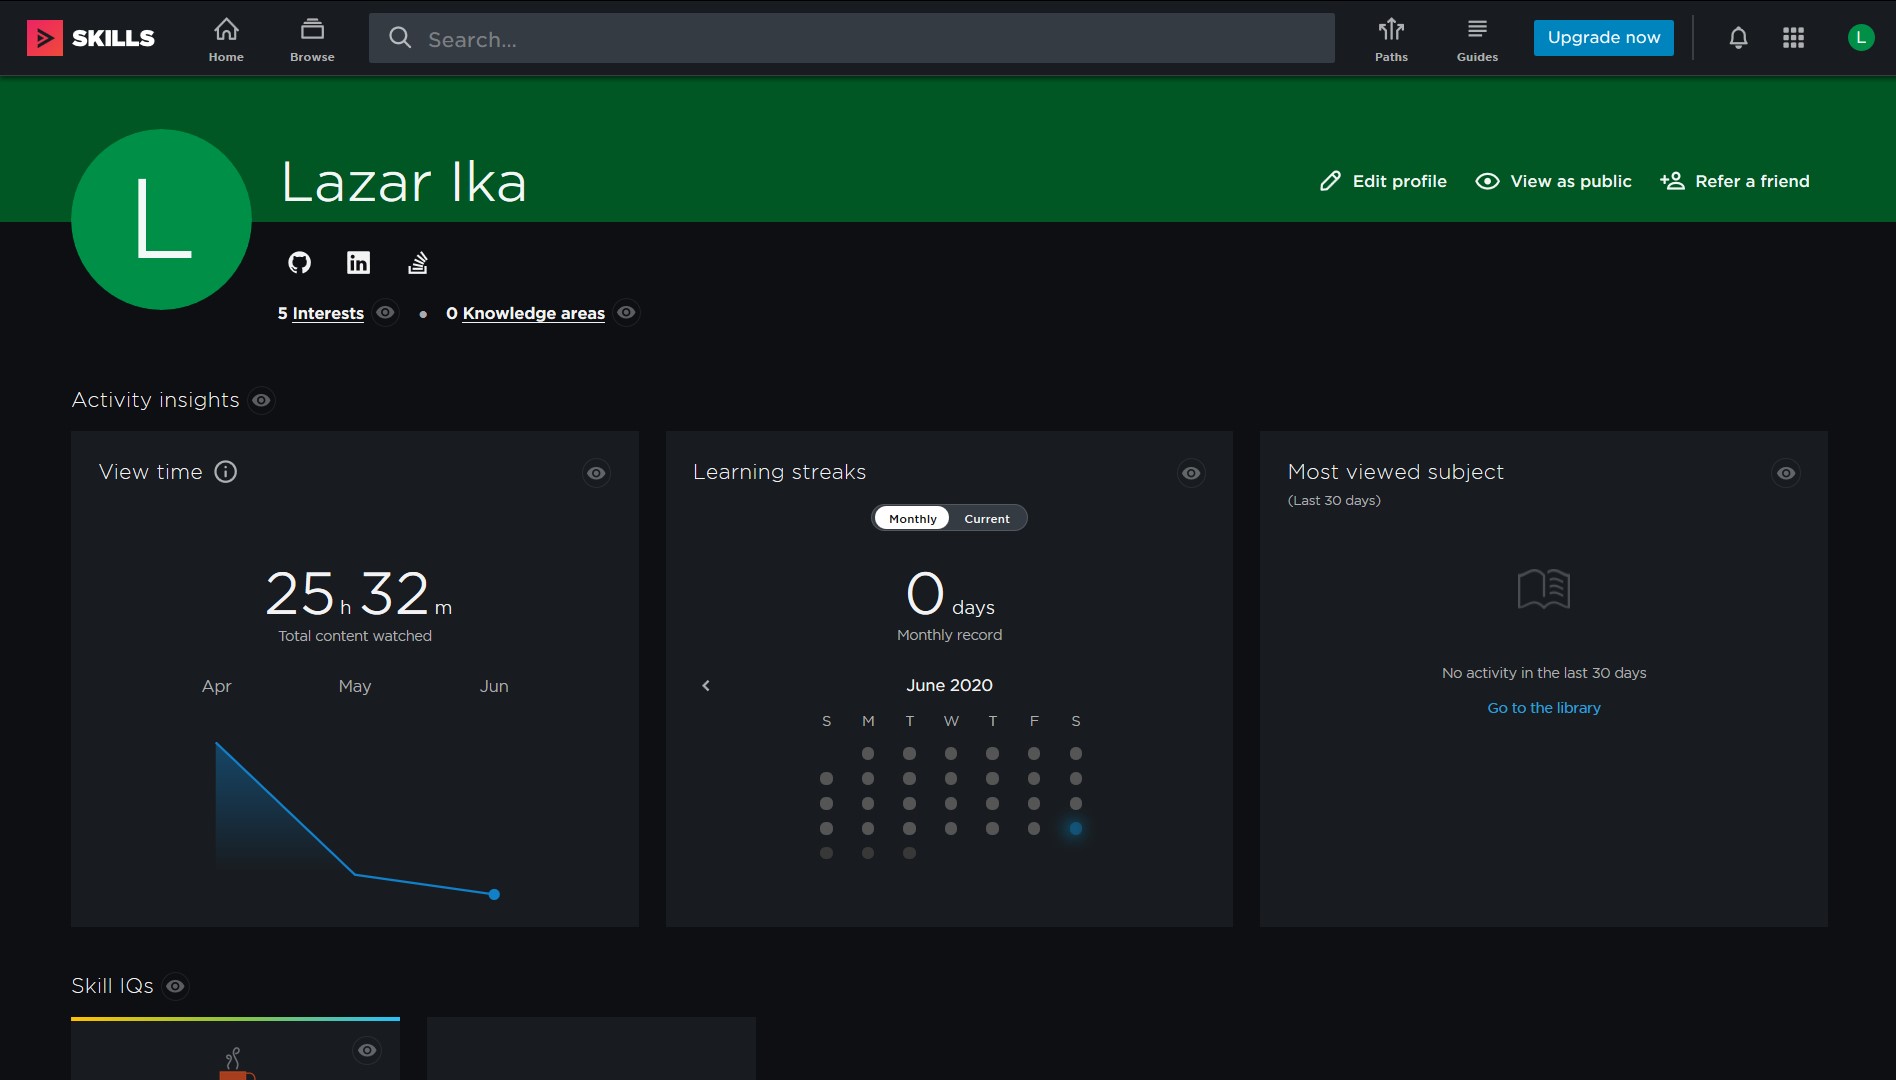 SKILLS
Home
Browse
Search...
Paths
Guides
Upgrade now
L
L
Lazar Ika
Edit profile
View as public
Refer a friend
5 Interests
0 Knowledge areas
Activity insights
View time
25 h 32 m
Total content watched
Apr May Jun
Learning streaks
Monthly Current
0 days
Monthly record
June 2020
S M T W T F S
Most viewed subject
(Last 30 days)
No activity in the last 30 days
Go to the library
Skill IQs